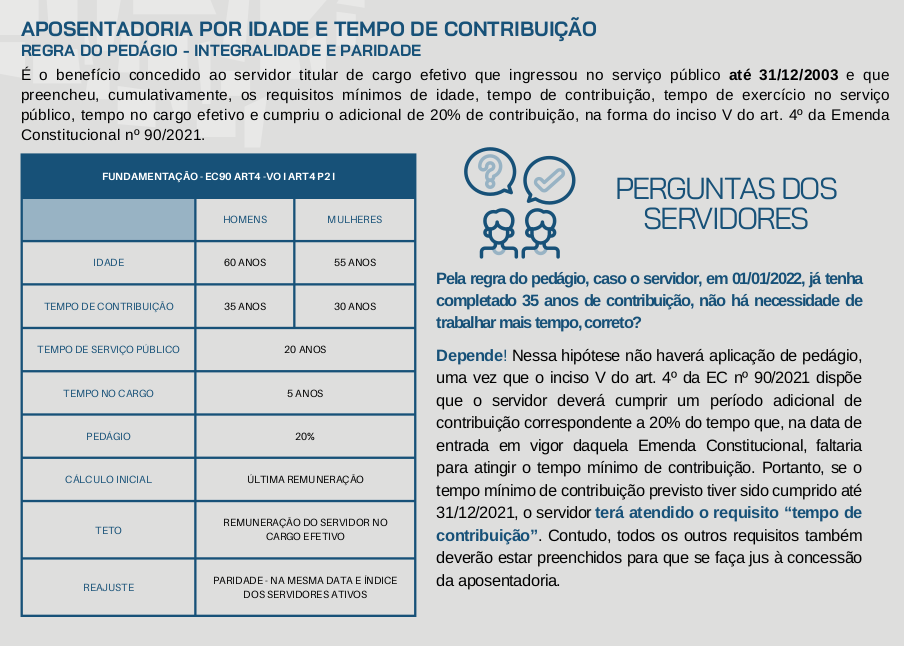 APOSENTADORIA POR IDADE E TEMPO DE CONTRIBUIÇÃO
REGRA DO PEDÁGIO - INTEGRALIDADE E PARIDADE
É o benefício concedido ao servidor titular de cargo efetivo que ingressou no serviço público até 31/12/2003 e que
preencheu, cumulativamente, os requisitos mínimos de idade, tempo de contribuição, tempo de exercício no serviço
público, tempo no cargo efetivo e cumpriu o adicional de 20% de contribuição, na forma do inciso V do art. 4º da Emenda
Constitucional nº 90/2021.
FUNDAMENTAÇÃO - EC90 ART4 -VO I ART4 P2 I
HOMENS MULHERES
IDADE 60 ANOS 55 ANOS
TEMPO DE CONTRIBUIÇÃO 35 ANOS 30 ANOS
TEMPO DE SERVIÇO PÚBLICO 20 ANOS
TEMPO NO CARGO 5 ANOS
PEDÁGIO 20%
CÁLCULO INICIAL ÚLTIMA REMUNERAÇÃO
TETO REMUNERAÇÃO DO SERVIDOR NO
CARGO EFETIVO
REAJUSTE PARIDADE - NA MESMA DATA E ÍNDICE
DOS SERVIDORES ATIVOS
PERGUNTAS DOS
SERVIDORES
Pela regra do pedágio, caso o servidor, em 01/01/2022, já tenha
completado 35 anos de contribuição, não há necessidade de
trabalhar mais tempo, correto?
Depende! Nessa hipótese não haverá aplicação de pedágio,
uma vez que o inciso V do art. 4º da EC nº 90/2021 dispõe
que o servidor deverá cumprir um período adicional de
contribuição correspondente a 20% do tempo que, na data de
entrada em vigor daquela Emenda Constitucional, faltaria
para atingir o tempo mínimo de contribuição. Portanto, se o
tempo mínimo de contribuição previsto tiver sido cumprido até
31/12/2021, o servidor terá atendido o requisito “tempo de
contribuição”. Contudo, todos os outros requisitos também
deverão estar preenchidos para que se faça jus à concessão
da aposentadoria.